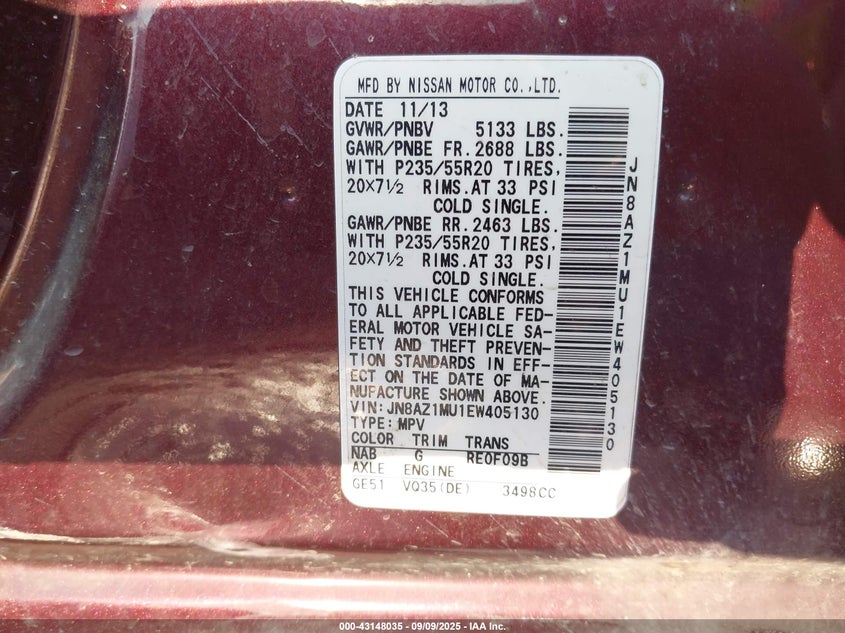 MFD BY NISSAN MOTOR CO.,LTD.
DATE 11/13
GVWR/PNBV 5133 LBS.
GAWR/PNBE FR.2688 LBS.
WITH P235/55R20 TIRES,
20×7½ RIMS.AT 33 PSI
COLD SINGLE.
GAWR/PNBE RR.2463 LBS.
WITH P235/55R20 TIRES,
20×7½ RIMS.AT 33 PSI
COLD SINGLE.
THIS VEHICLE CONFORMS
TO ALL APPLICABLE FED-
ERAL MOTOR VEHICLE SA-
FETY AND THEFT PREVEN-
TION STANDARDS IN EFF-
ECT ON THE DATE OF MA-
NUFACTURE SHOWN ABOVE.
VIN:JN8AZ1MU1EW405130
TYPE:MPV
COLOR TRIM TRANS
NAB G RE0F09B
AXLE ENGINE
GE51 VQ35(DE) 3498CC
JN8AZ1MU1EW405130
000-43148035 - 09/09/2025 - IAA Inc.